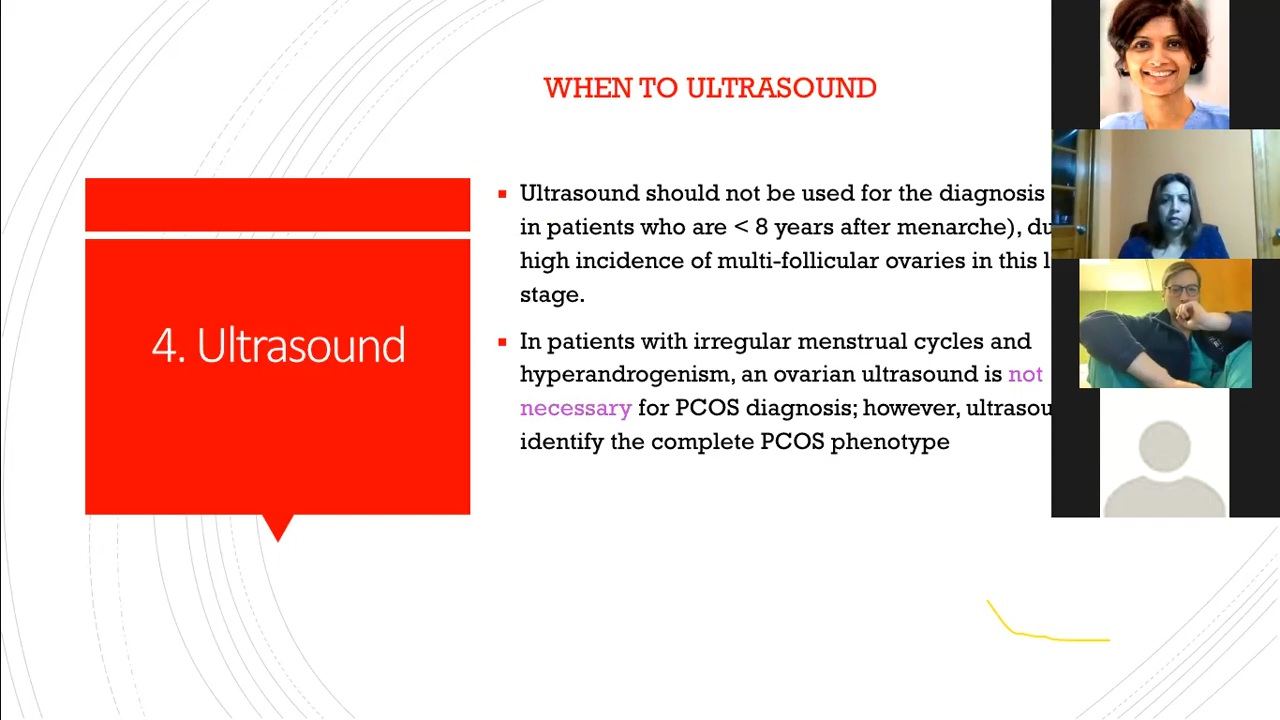 WHEN TO ULTRASOUND
4. Ultrasound
Ultrasound should not be used for the diagnosis
in patients who are < 8 years after menarche),
high incidence of multi-follicular ovaries in this
stage.
In patients with irregular menstrual cycles and
hyperandrogenism, an ovarian ultrasound is not
necessary for PCOS diagnosis; however,
identify the complete PCOS phenotype